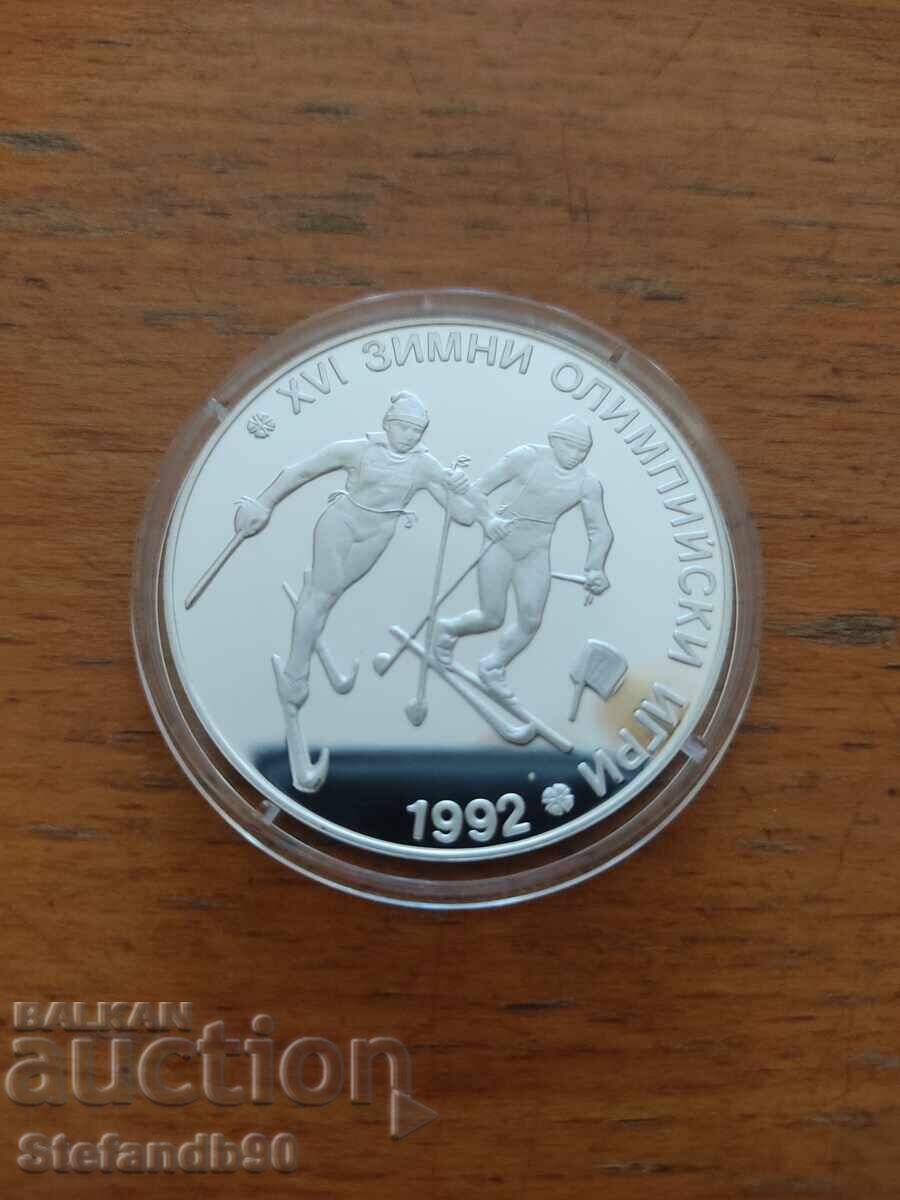 XVI ЗИМНИ ОЛИМПИЙСКИ ИГРИ
1992
BALKAN
auction
Stefandb90